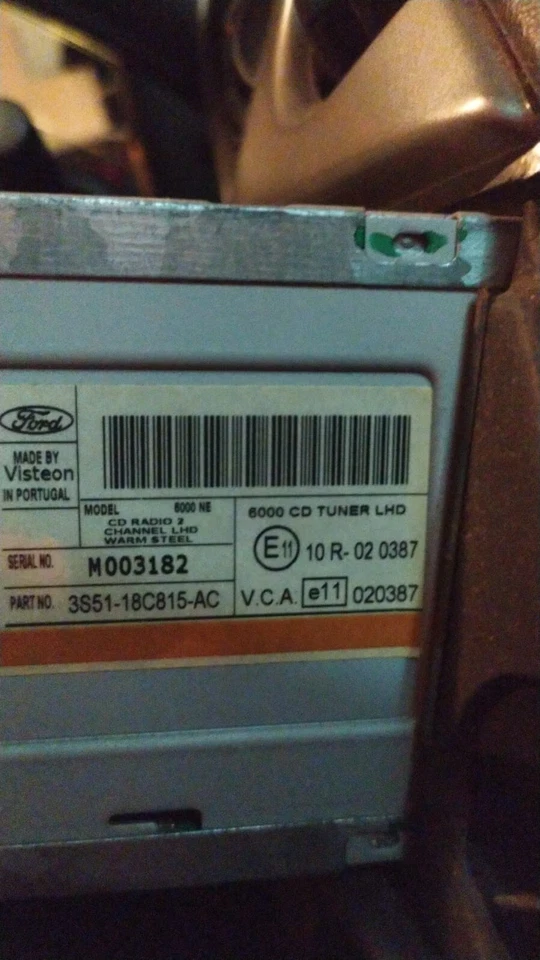 Ford
MADE BY
Visteon
IN PORTUGAL
MODEL 6000 NE
CD RADIO 2
CHANNEL LHD
WARM STEEL
SERIAL NO. M003182
PART NO. 3S51-18C815-AC
6000 CD TUNER LHD
E11 10 R- 02 0387
V.C.A. e11 020387